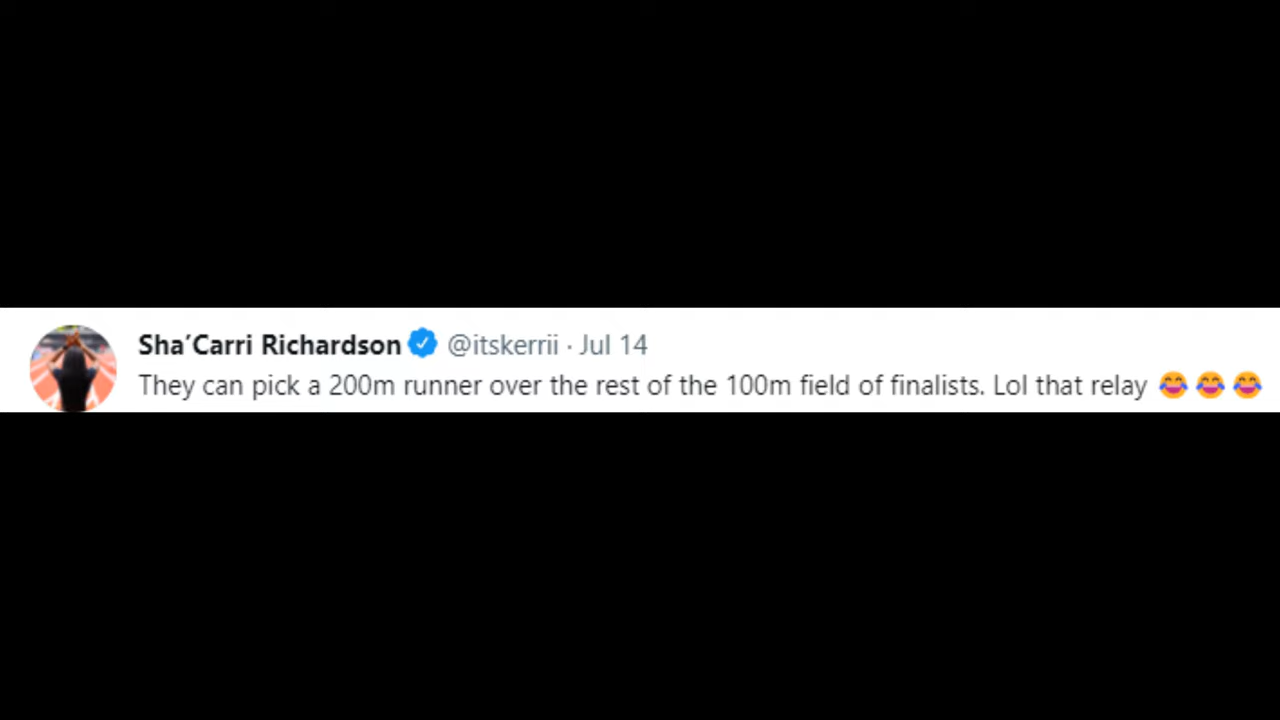 Sha′Carri Richardson @itskerrii · Jul 14
They can pick a 200m runner over the rest of the 100m field of finalists. Lol that relay 😂😂😂